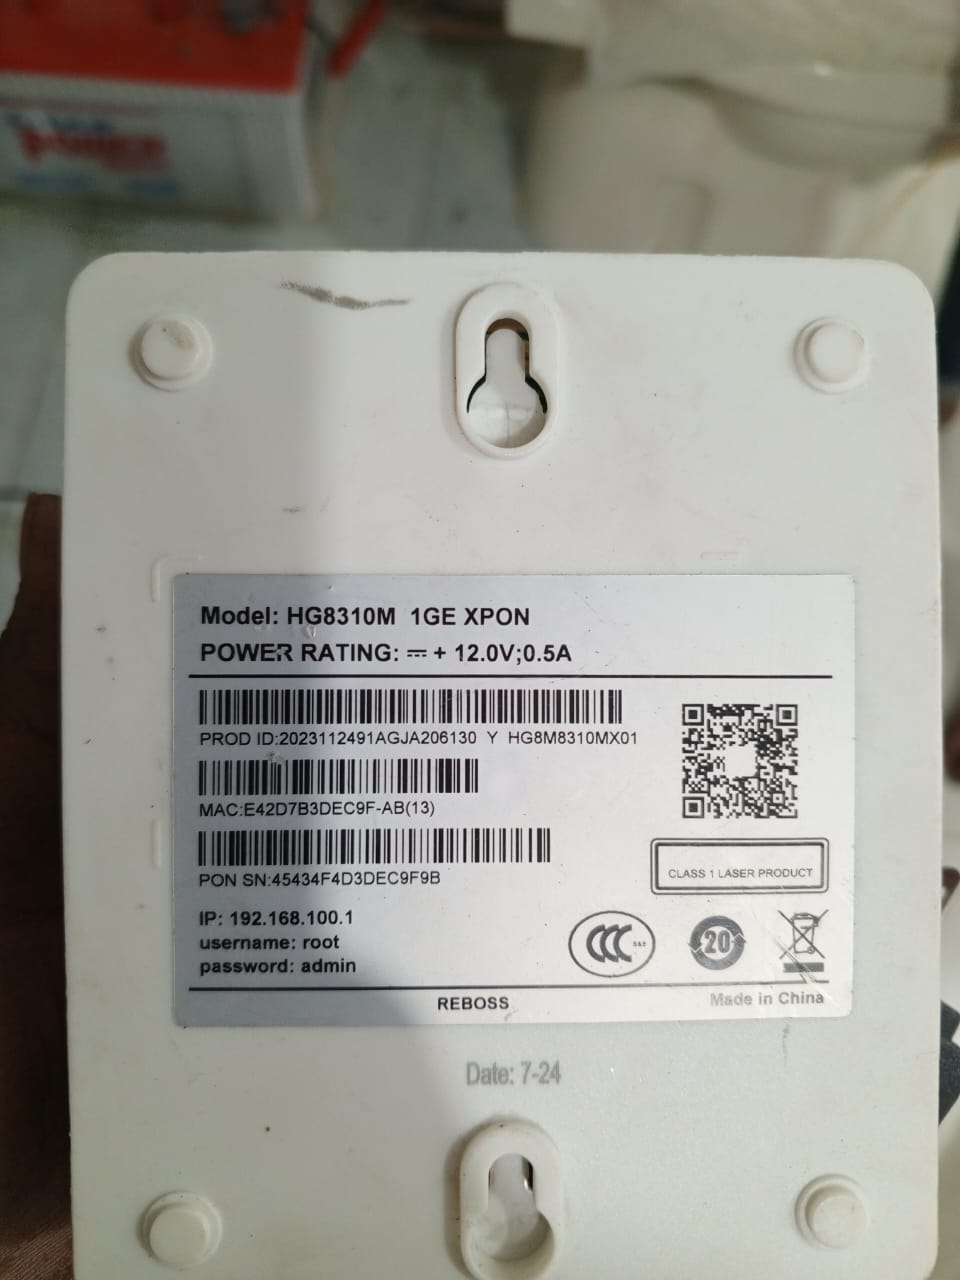 Model: HG8310M 1GE XPON
POWER RATING: ⎓ + 12.0V;0.5A
PROD ID:2023112491AGJA206130 Y HG8M8310MX01
MAC:E42D7B3DEC9F-AB(13)
PON SN:45434F4D3DEC9F9B
CLASS 1 LASER PRODUCT
IP: 192.168.100.1
username: root
password: admin
CCC S&E
20
REBOSS
Made in China
Date: 7-24